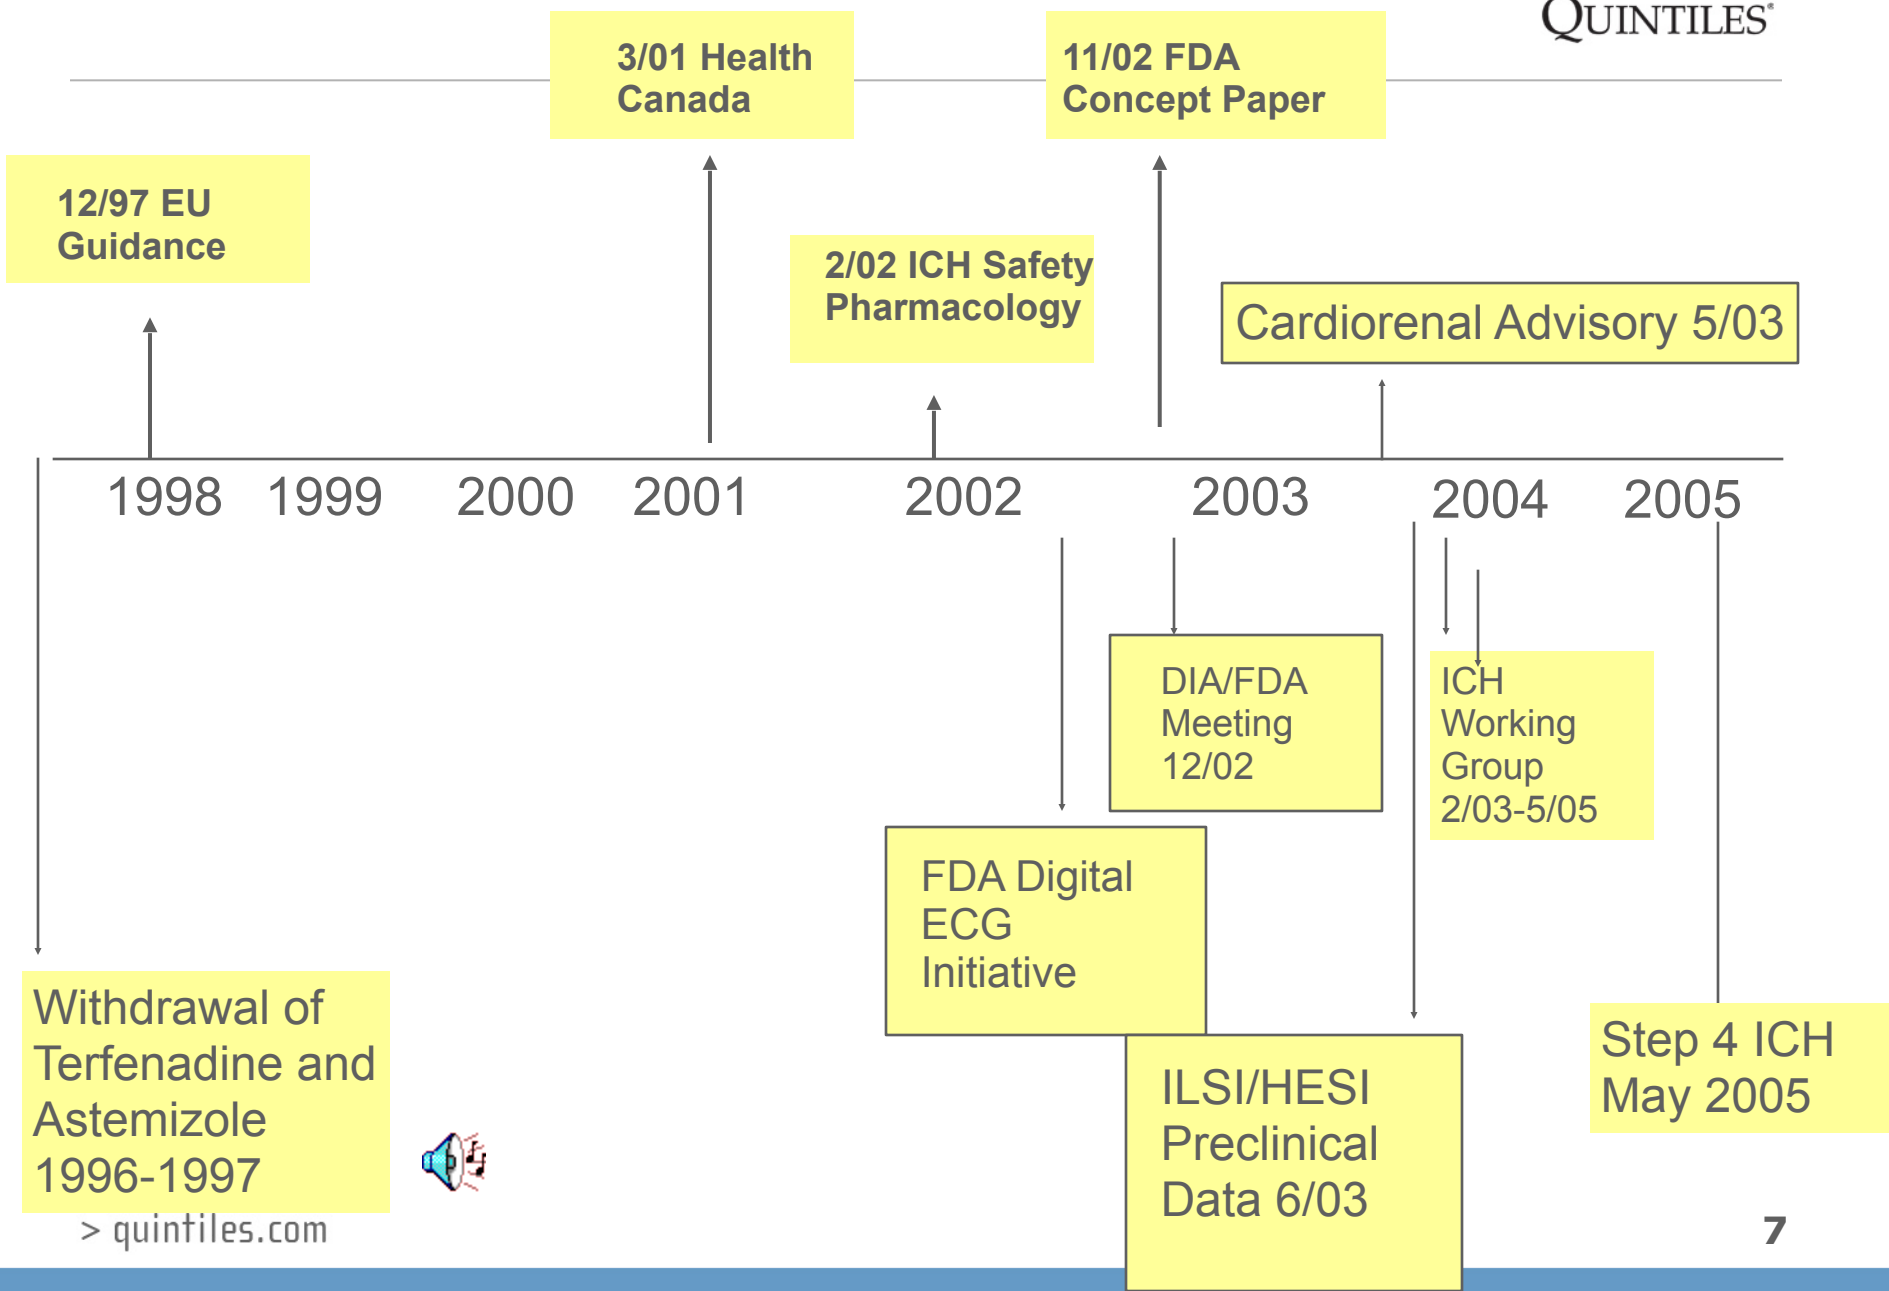 QUINTILES®
3/01 Health
Canada
11/02 FDA
Concept Paper
12/97 EU
Guidance
2/02 ICH Safety
Pharmacology
Cardiorenal Advisory 5/03
1998 1999 2000 2001 2002 2003 2004 2005
DIA/FDA
Meeting
12/02
ICH
Working
Group
2/03-5/05
FDA Digital
ECG
Initiative
Withdrawal of
Terfenadine and
Astemizole
1996-1997
ILSI/HESI
Preclinical
Data 6/03
Step 4 ICH
May 2005
> quintiles.com
7